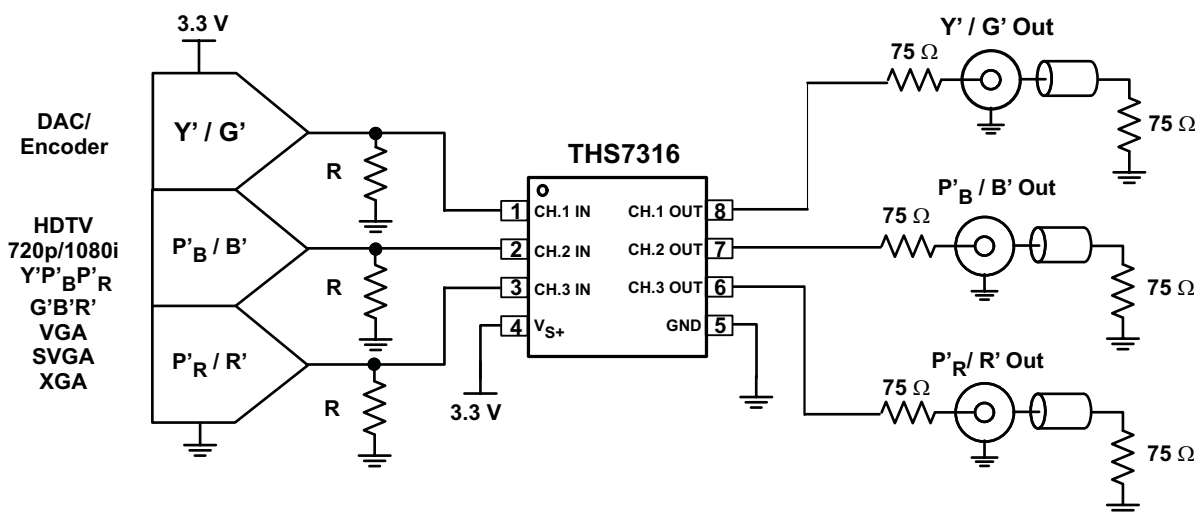 3.3 V
DAC/
Encoder
HDTV
720p/1080i
Y'P'BP'R
G'B'R'
VGA
SVGA
XGA
Y' / G'
P'B / B'
P'R / R'
R
R
R
THS7316
1 CH.1 IN
2 CH.2 IN
3 CH.3 IN
4 VS+
CH.1 OUT 8
CH.2 OUT 7
CH.3 OUT 6
GND 5
3.3 V
Y' / G' Out
75 Ω
75 Ω
P'B / B' Out
75 Ω
75 Ω
P'R/ R' Out
75 Ω
75 Ω